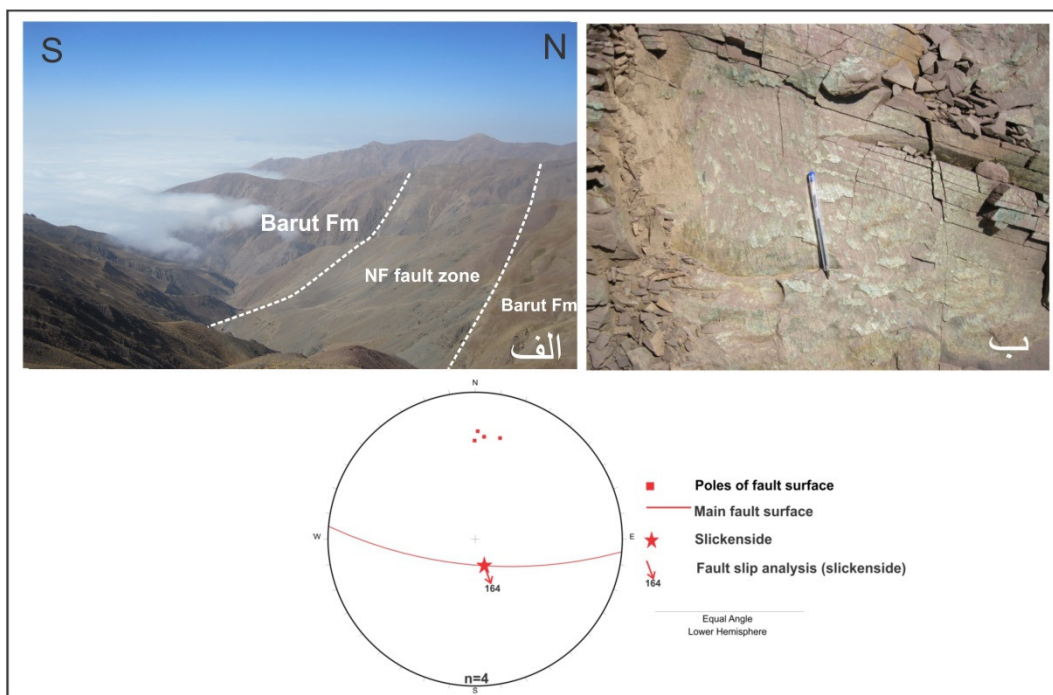 S
N
Barut Fm
NF fault zone
Barut Fm
الف
ب
N
W
E
164
n=4
S
Poles of fault surface
Main fault surface
Slickenside
Fault slip analysis (slickenside)
164
Equal Angle
Lower Hemisphere